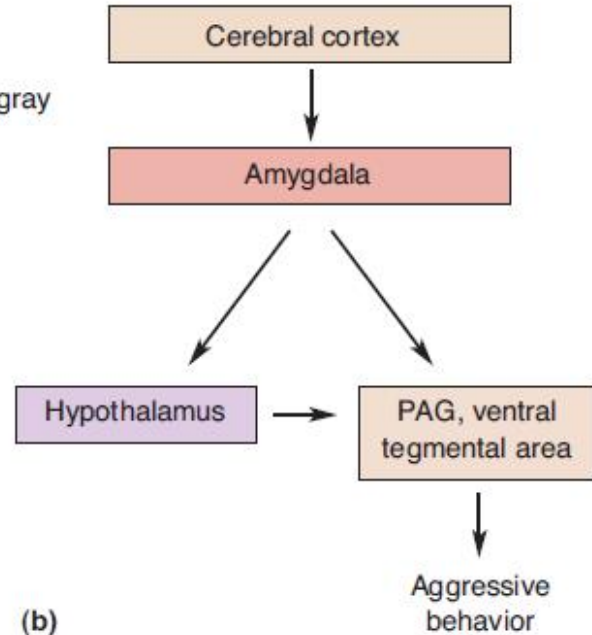 Cerebral cortex
gray
Amygdala
Hypothalamus
PAG, ventral
tegmental area
Aggressive
behavior
(b)